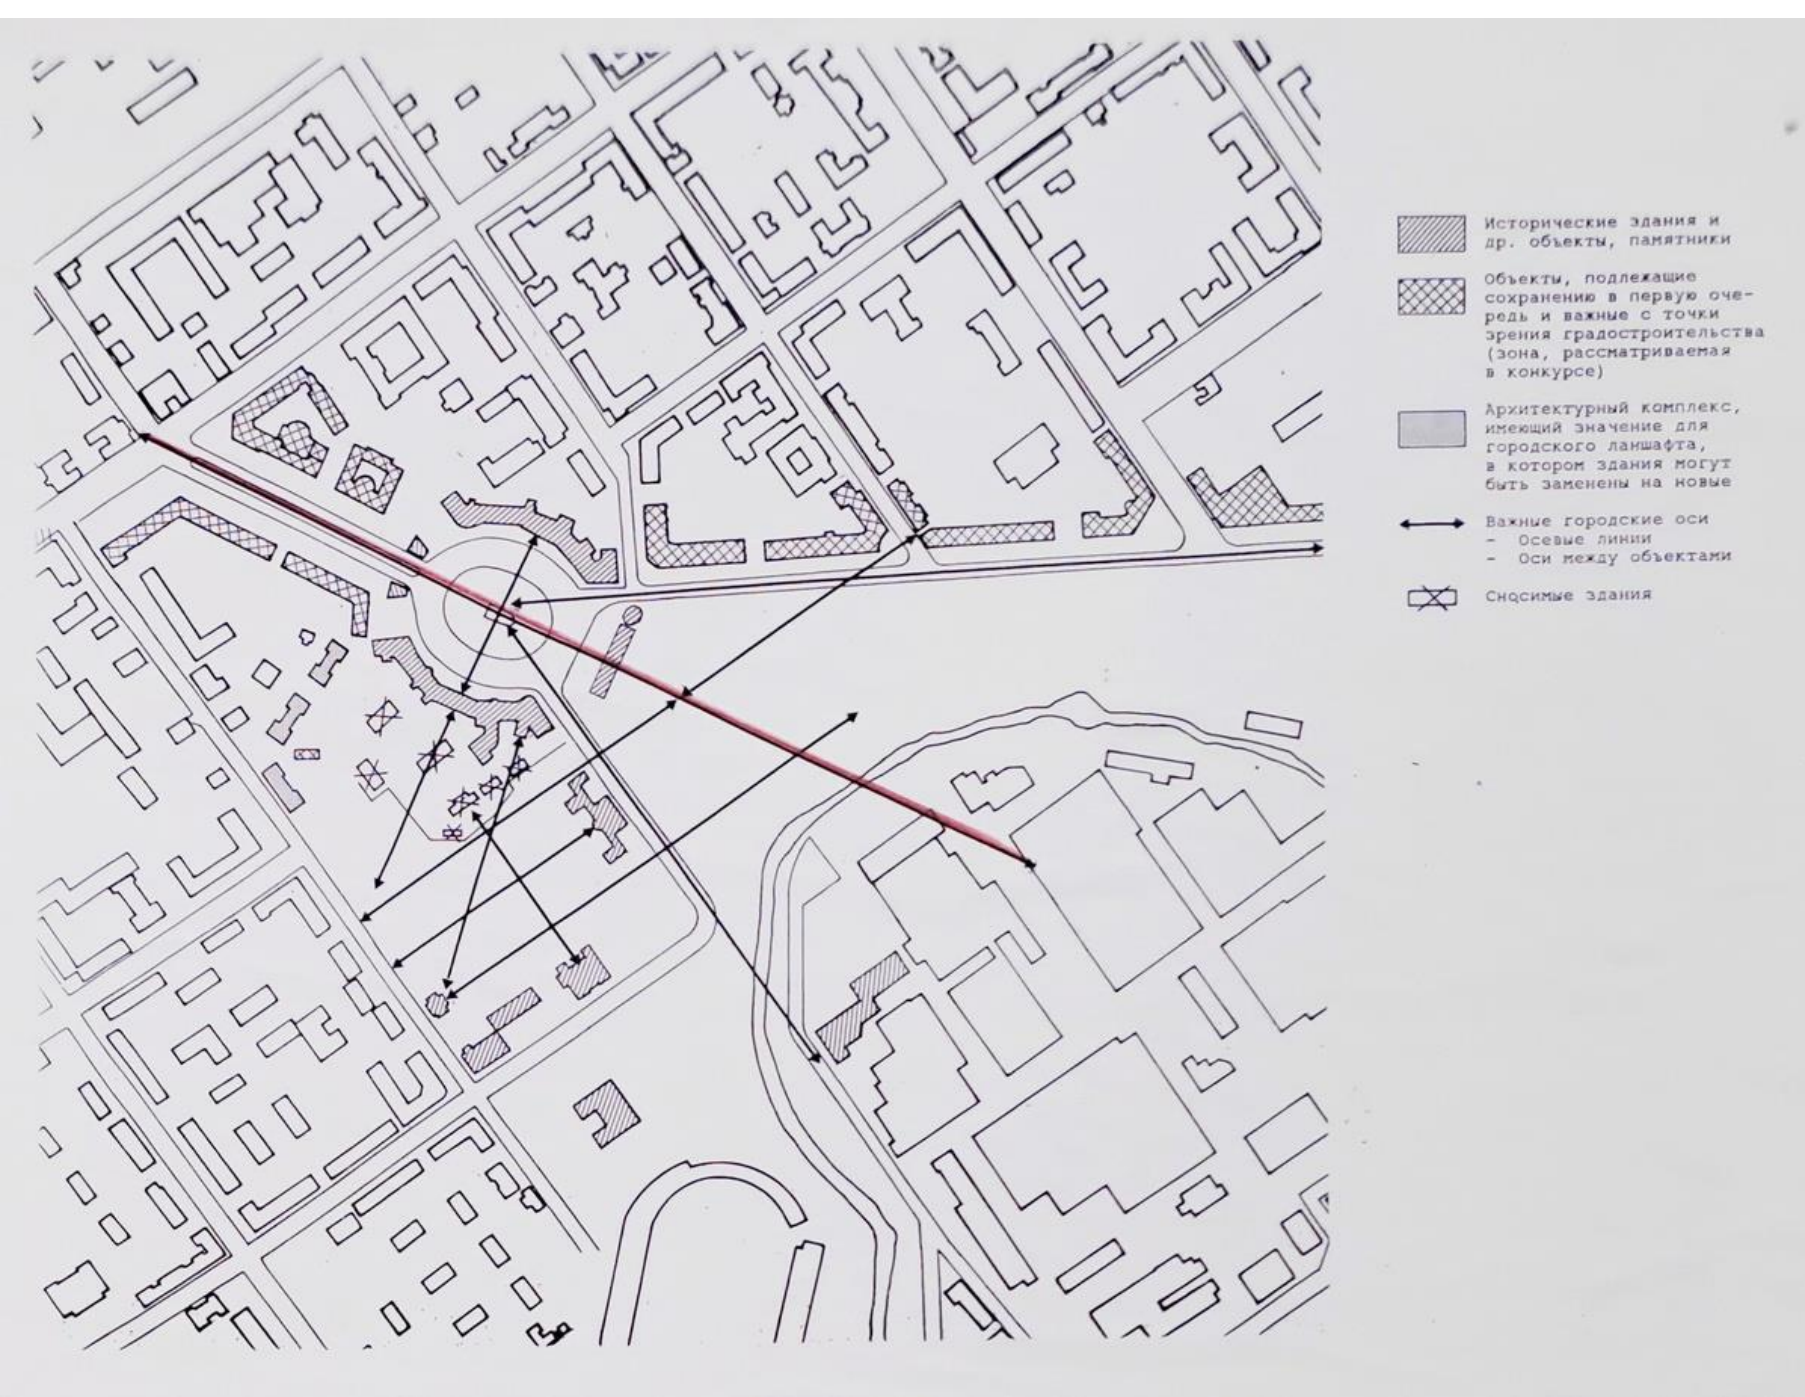 Исторические здания и
др. объекты, памятники
Объекты, подлежащие
сохранению в первую оче-
редь и важные с точки
зрения градостроительства
(зона, рассматриваемая
в конкурсе)
Архитектурный комплекс,
имеющий значение для
городского ланшафта,
в котором здания могут
быть заменены на новые
Важные городские оси
- Осевые линии
- Оси между объектами
Сносимые здания